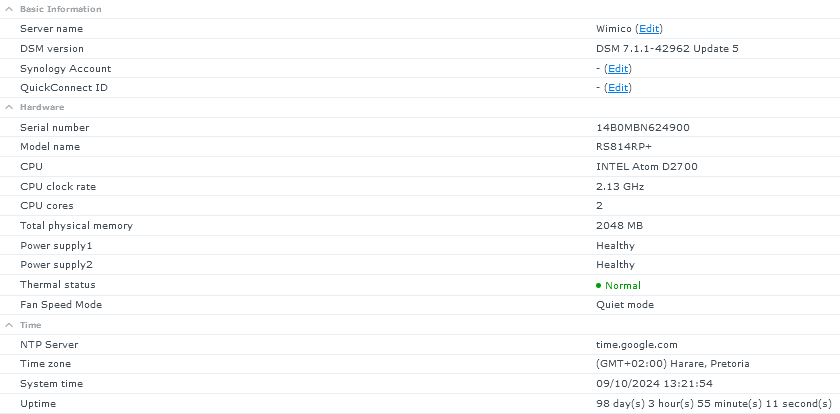 Basic Information
Server name Wimico (Edit)
DSM version DSM 7.1.1-42962 Update 5
Synology Account - (Edit)
QuickConnect ID - (Edit)
Hardware
Serial number 14B0MBN624900
Model name RS814RP+
CPU INTEL Atom D2700
CPU clock rate 2.13 GHz
CPU cores 2
Total physical memory 2048 MB
Power supply1 Healthy
Power supply2 Healthy
Thermal status Normal
Fan Speed Mode Quiet mode
Time
NTP Server time.google.com
Time zone (GMT+02:00) Harare, Pretoria
System time 09/10/2024 13:21:54
Uptime 98 day(s) 3 hour(s) 55 minute(s) 11 second(s)